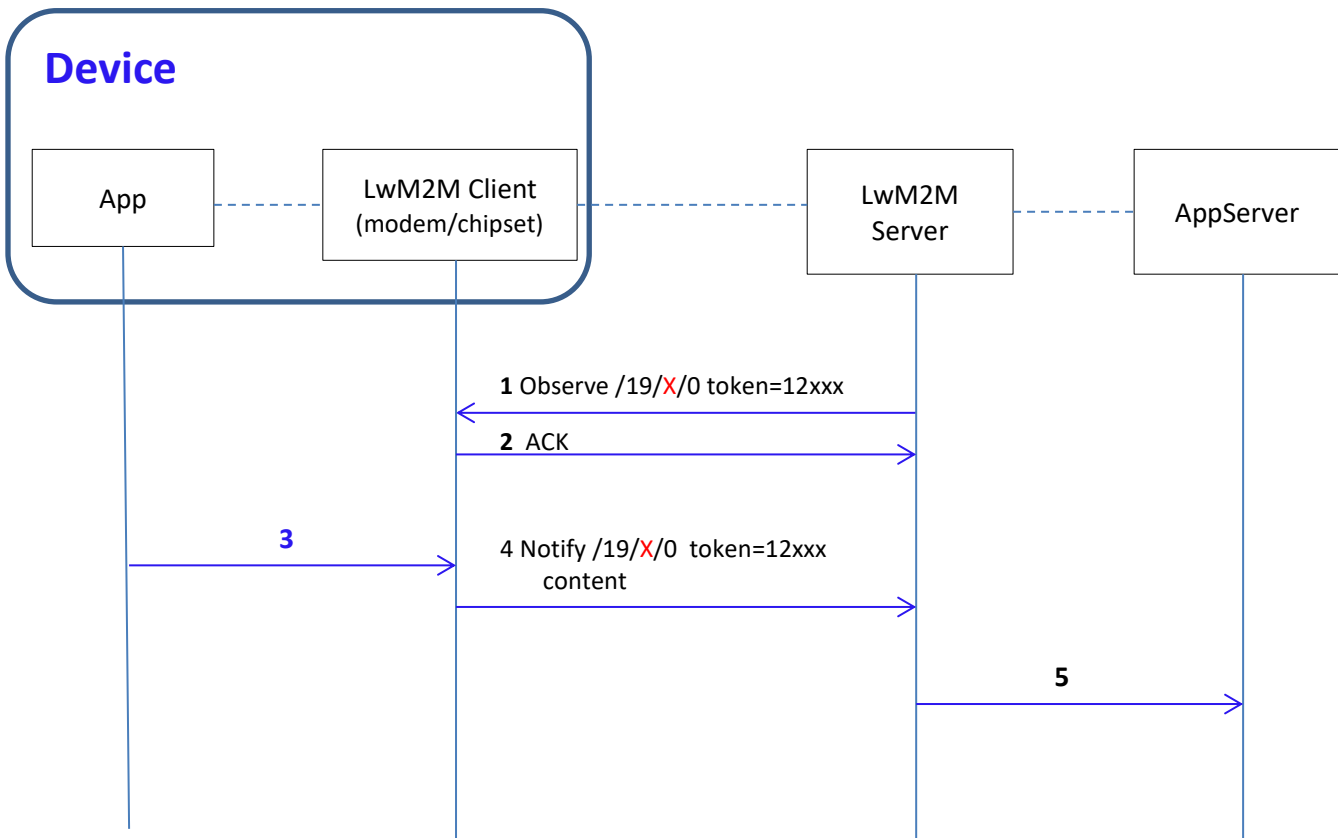 Device
App
LwM2M Client
(modem/chipset)
LwM2M
Server
AppServer
1 Observe /19/X/0 token=12xxx
2 ACK
3
4 Notify /19/X/0 token=12xxx
content
5